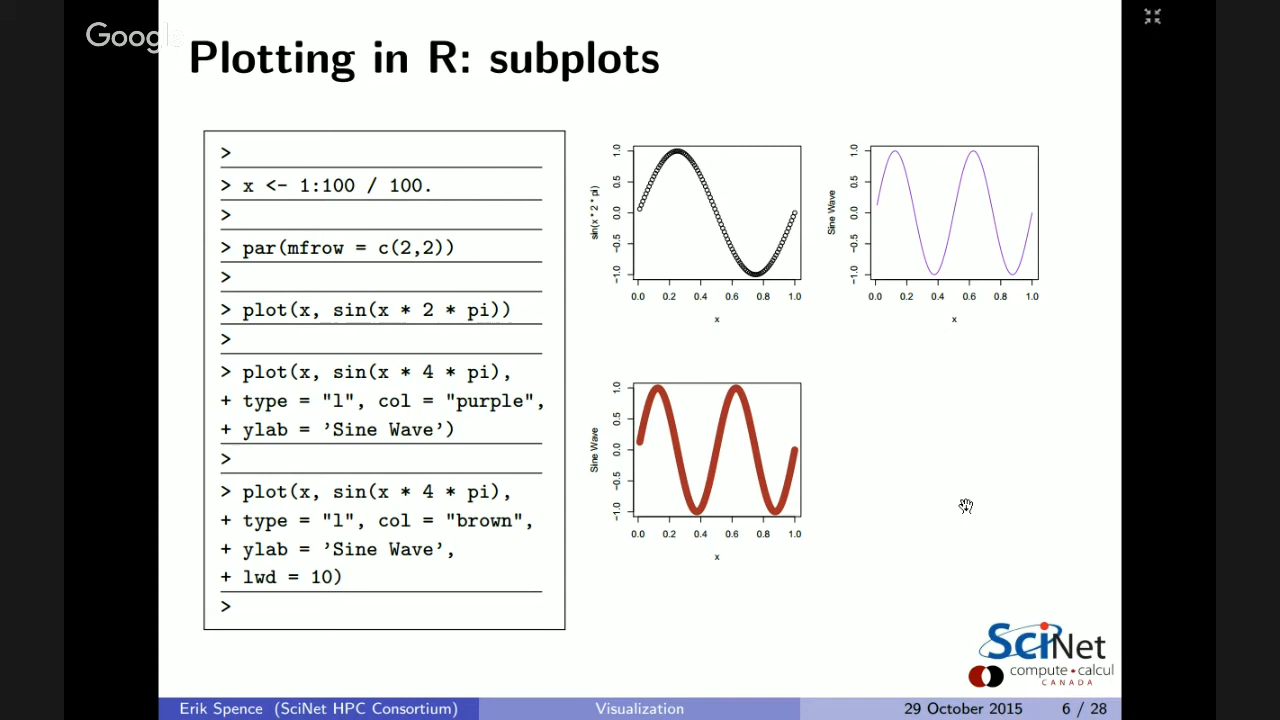 Google
Plotting in R: subplots
>
> x <- 1:100 / 100.
>
> par(mfrow = c(2,2))
>
> plot(x, sin(x * 2 * pi))
>
> plot(x, sin(x * 4 * pi),
+ type = "l", col = "purple",
+ ylab = ’Sine Wave’)
>
> plot(x, sin(x * 4 * pi),
+ type = "l", col = "brown",
+ ylab = ’Sine Wave’,
+ lwd = 10)
>
sin(x * 2 * pi)
1.0
0.5
0.0
−0.5
−1.0
0.0 0.2 0.4 0.6 0.8 1.0
x
Sine Wave
1.0
0.5
0.0
−0.5
−1.0
0.0 0.2 0.4 0.6 0.8 1.0
x
Sine Wave
1.0
0.5
0.0
−0.5
−1.0
0.0 0.2 0.4 0.6 0.8 1.0
x
SciNet
compute • calcul
CANADA
Erik Spence (SciNet HPC Consortium) Visualization 29 October 2015 6 / 28